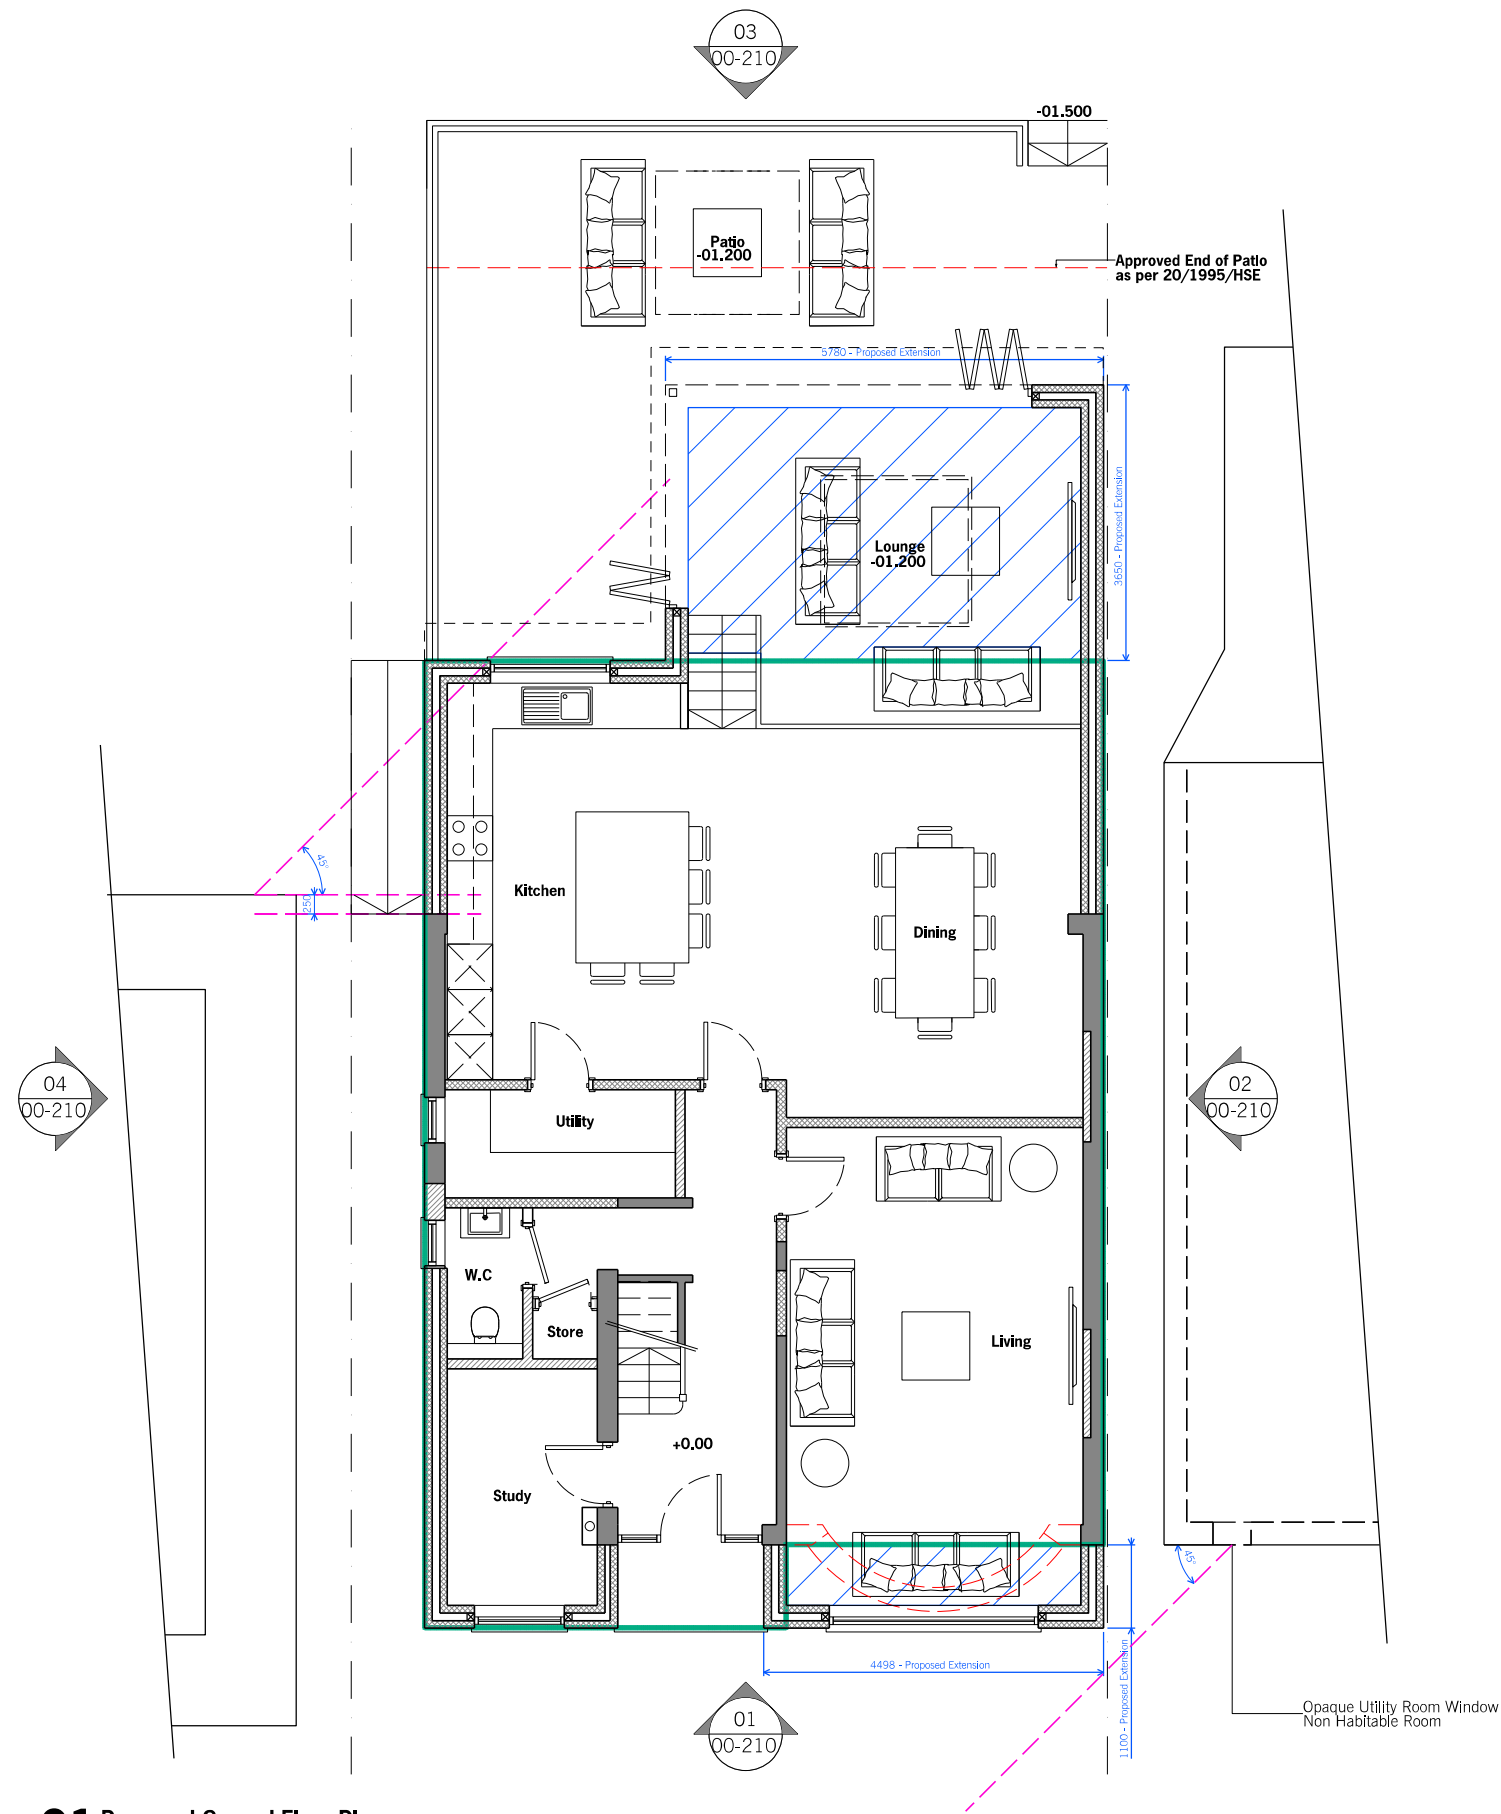 03
00-210
-01.500
Patio
-01.200
Approved End of Patio
as per 20/1995/HSE
5780 - Proposed Extension
3650 - Proposed Extension
Lounge
-01.200
45°
250
Kitchen
Dining
04
00-210
02
00-210
Utility
W.C
Store
Living
+0.00
Study
45°
4498 - Proposed Extension
1100 - Proposed Extension
01
00-210
Opaque Utility Room Window
Non Habitable Room